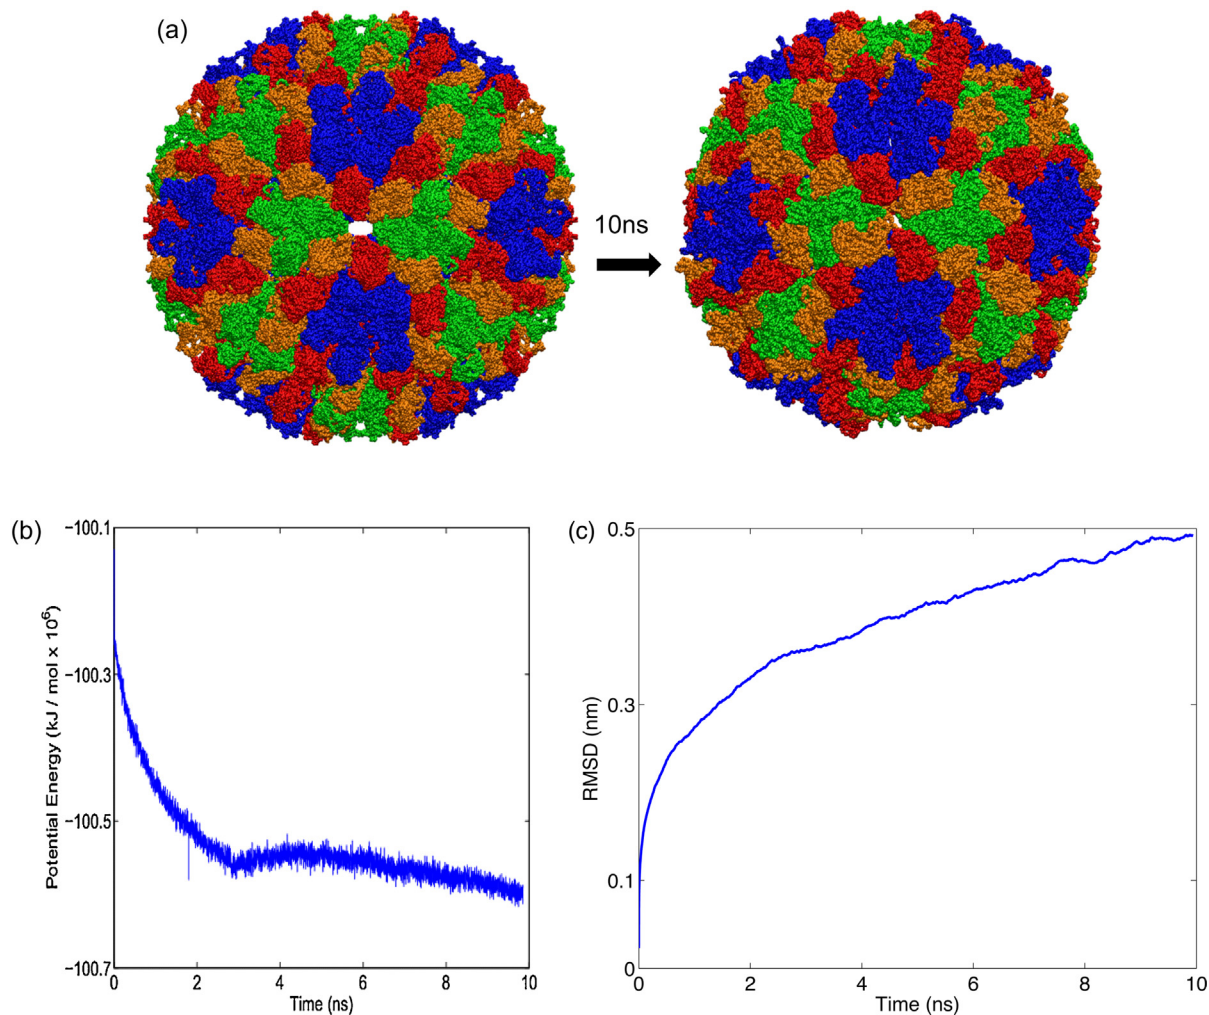 (a)
10ns
(b)
−100.1
−100.3
−100.5
−100.7
0 2 4 6 8 10
Time (ns)
Potential Energy (kJ / mol x 10⁶)
(c)
0.5
0.3
0.1
0
0 2 4 6 8 10
Time (ns)
RMSD (nm)